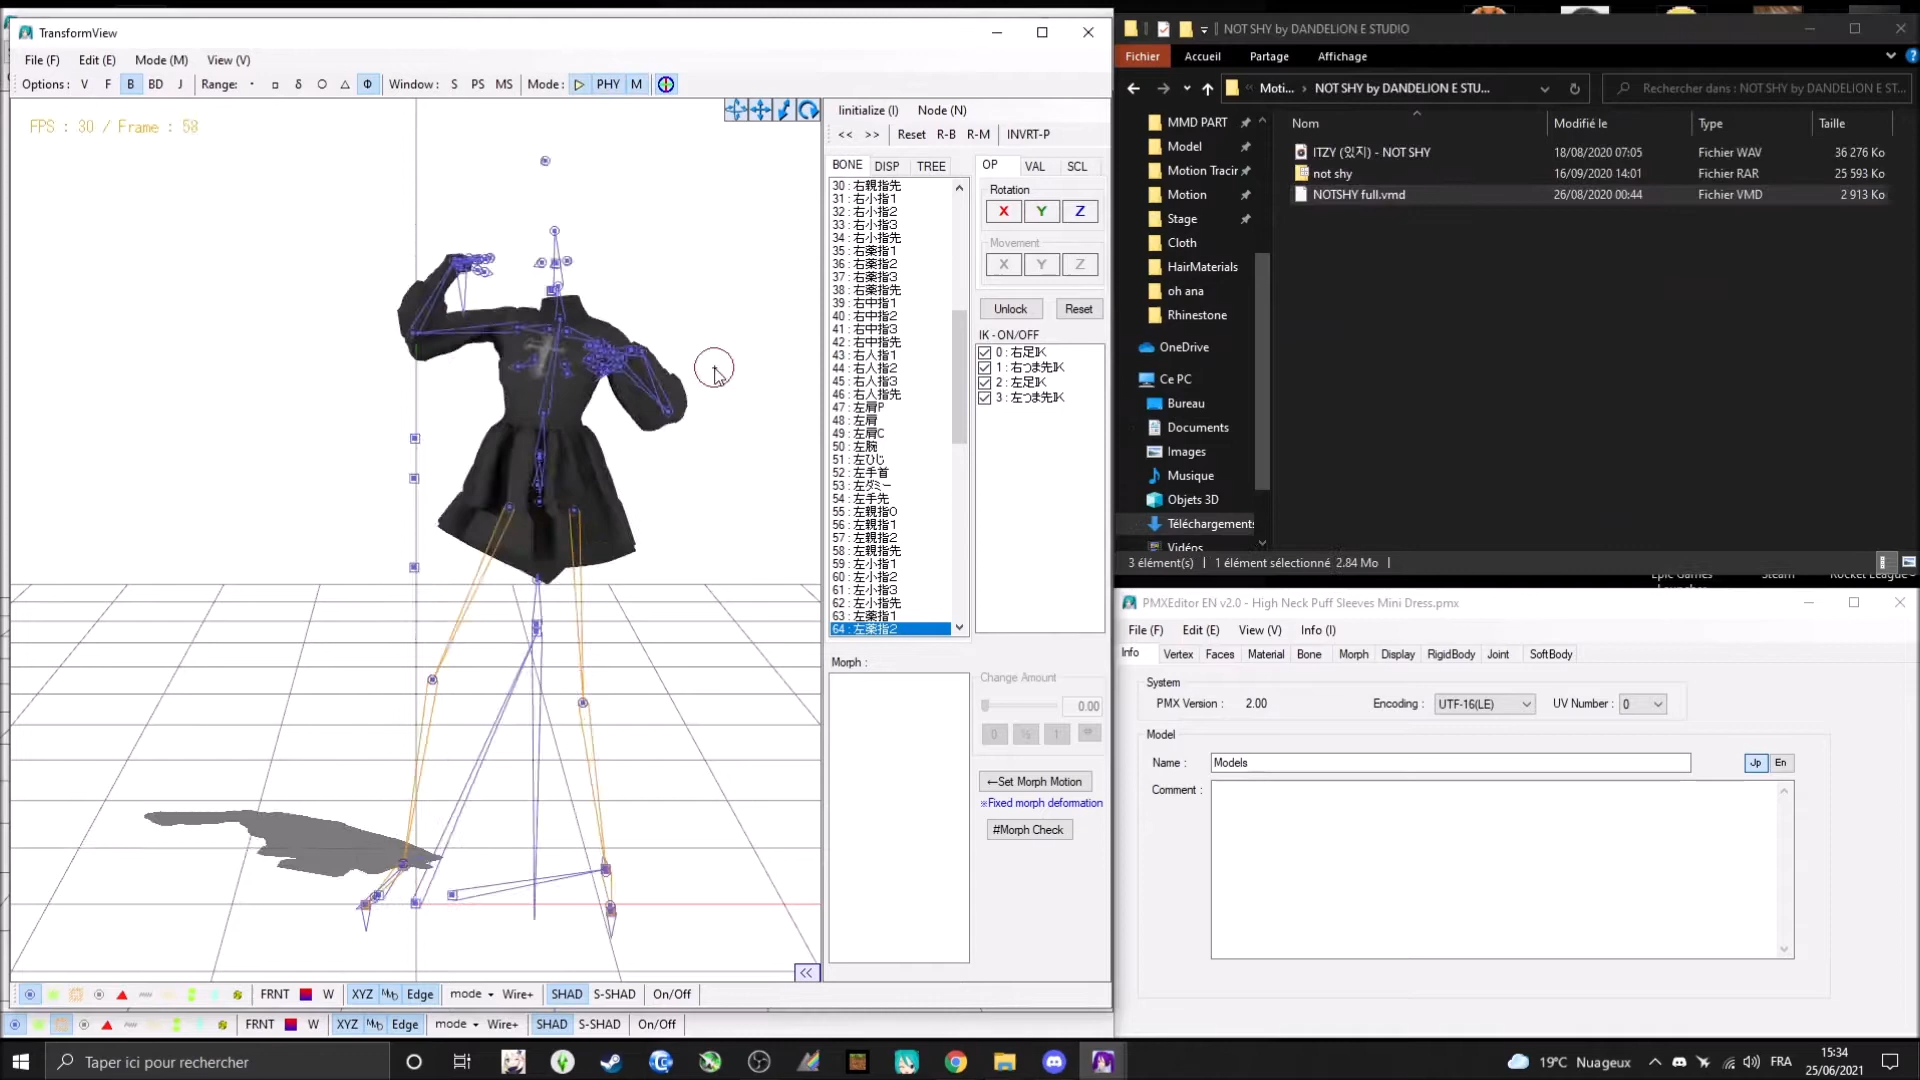 TransformView
File (F) Edit (E) Mode (M) View (V)
Options : V F B BD J Range: Window : S PS MS Mode : PHY M
FPS : 30 / Frame : 58
Iinitialize (I) Node (N)
<< >> Reset R-B R-M INVRT-P
BONE DISP TREE OP VAL SCL
30 : 右親指先
31 : 右小指1
32 : 右小指2
33 : 右小指3
34 : 右小指先
35 : 右薬指1
36 : 右薬指2
37 : 右薬指3
38 : 右薬指先
39 : 右中指1
40 : 右中指2
41 : 右中指3
42 : 右中指先
43 : 右人指1
44 : 右人指2
45 : 右人指3
46 : 右人指先
47 : 左肩P
48 : 左肩
49 : 左肩C
50 : 左腕
51 : 左ひじ
52 : 左手首
53 : 左ダミー
54 : 左手先
55 : 左親指0
56 : 左親指1
57 : 左親指2
58 : 左親指先
59 : 左小指1
60 : 左小指2
61 : 左小指3
62 : 左小指先
63 : 左薬指1
64 : 左薬指2
Rotation
X Y Z
Movement
X Y Z
Unlock Reset
IK - ON/OFF
0 : 右足IK
1 : 右つま先IK
2 : 左足IK
3 : 左つま先IK
Morph :
Change Amount
0.00
0 ½ 1
←Set Morph Motion
※Fixed morph deformation
#Morph Check
<<
FRNT W XYZ Edge mode Wire+ SHAD S-SHAD On/Off
FRNT W XYZ Edge mode Wire+ SHAD S-SHAD On/Off
NOT SHY by DANDELION E STUDIO
Fichier Accueil Partage Affichage
Moti... NOT SHY by DANDELION E STU... Rechercher dans : NOT SHY by DANDELION E ST...
Nom Modifié le Type Taille
ITZY (있지) - NOT SHY 18/08/2020 07:05 Fichier WAV 36 276 Ko
not shy 16/09/2020 14:01 Fichier RAR 25 593 Ko
NOTSHY full.vmd 26/08/2020 00:44 Fichier VMD 2 913 Ko
MMD PART
Model
Motion Tracir
Motion
Stage
Cloth
HairMaterials
oh ana
Rhinestone
OneDrive
Ce PC
Bureau
Documents
Images
Musique
Objets 3D
Téléchargements
Vidéos
3 élément(s) 1 élément sélectionné 2.84 Mo
Epic Games Steam Rocket League
PMXEditor EN v2.0 - High Neck Puff Sleeves Mini Dress.pmx
File (F) Edit (E) View (V) Info (I)
Info Vertex Faces Material Bone Morph Display RigidBody Joint SoftBody
System
PMX Version : 2.00 Encoding : UTF-16(LE) UV Number : 0
Model
Name : Models Jp En
Comment :
Taper ici pour rechercher
19°C Nuageux FRA
15:34
25/06/2021